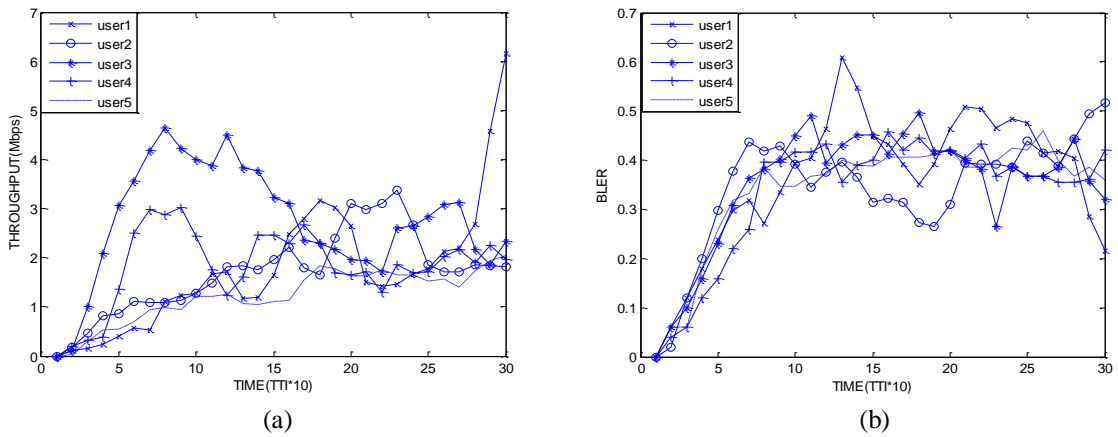 7
6
5
4
3
2
1
0
THROUGHPUT(Mbps)
user1
user2
user3
user4
user5
0 5 10 15 20 25 30
TIME(TTI*10)
(a)
0.7
0.6
0.5
0.4
0.3
0.2
0.1
0
BLER
user1
user2
user3
user4
user5
0 5 10 15 20 25 30
TIME(TTI*10)
(b)